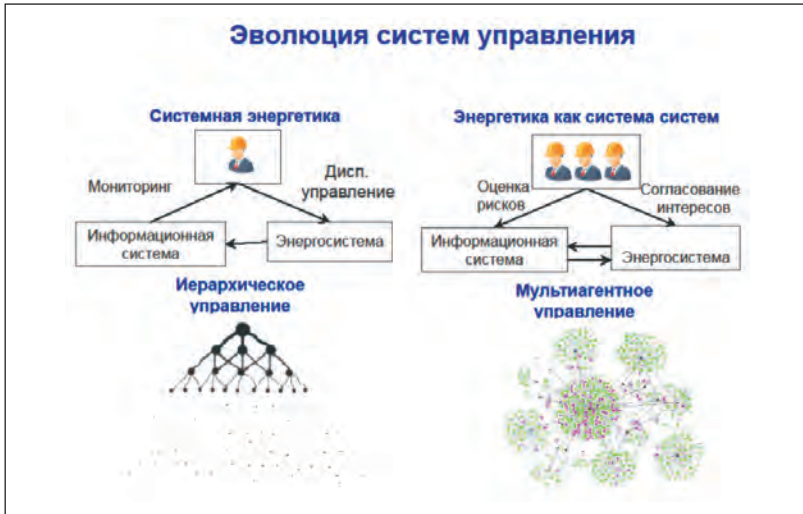 Эволюция систем управления
Системная энергетика
Мониторинг
Дисп.
управление
Информационная
система
Энергосистема
Иерархическое
управление
Энергетика как система систем
Оценка
рисков
Согласование
интересов
Информационная
система
Энергосистема
Мультиагентное
управление